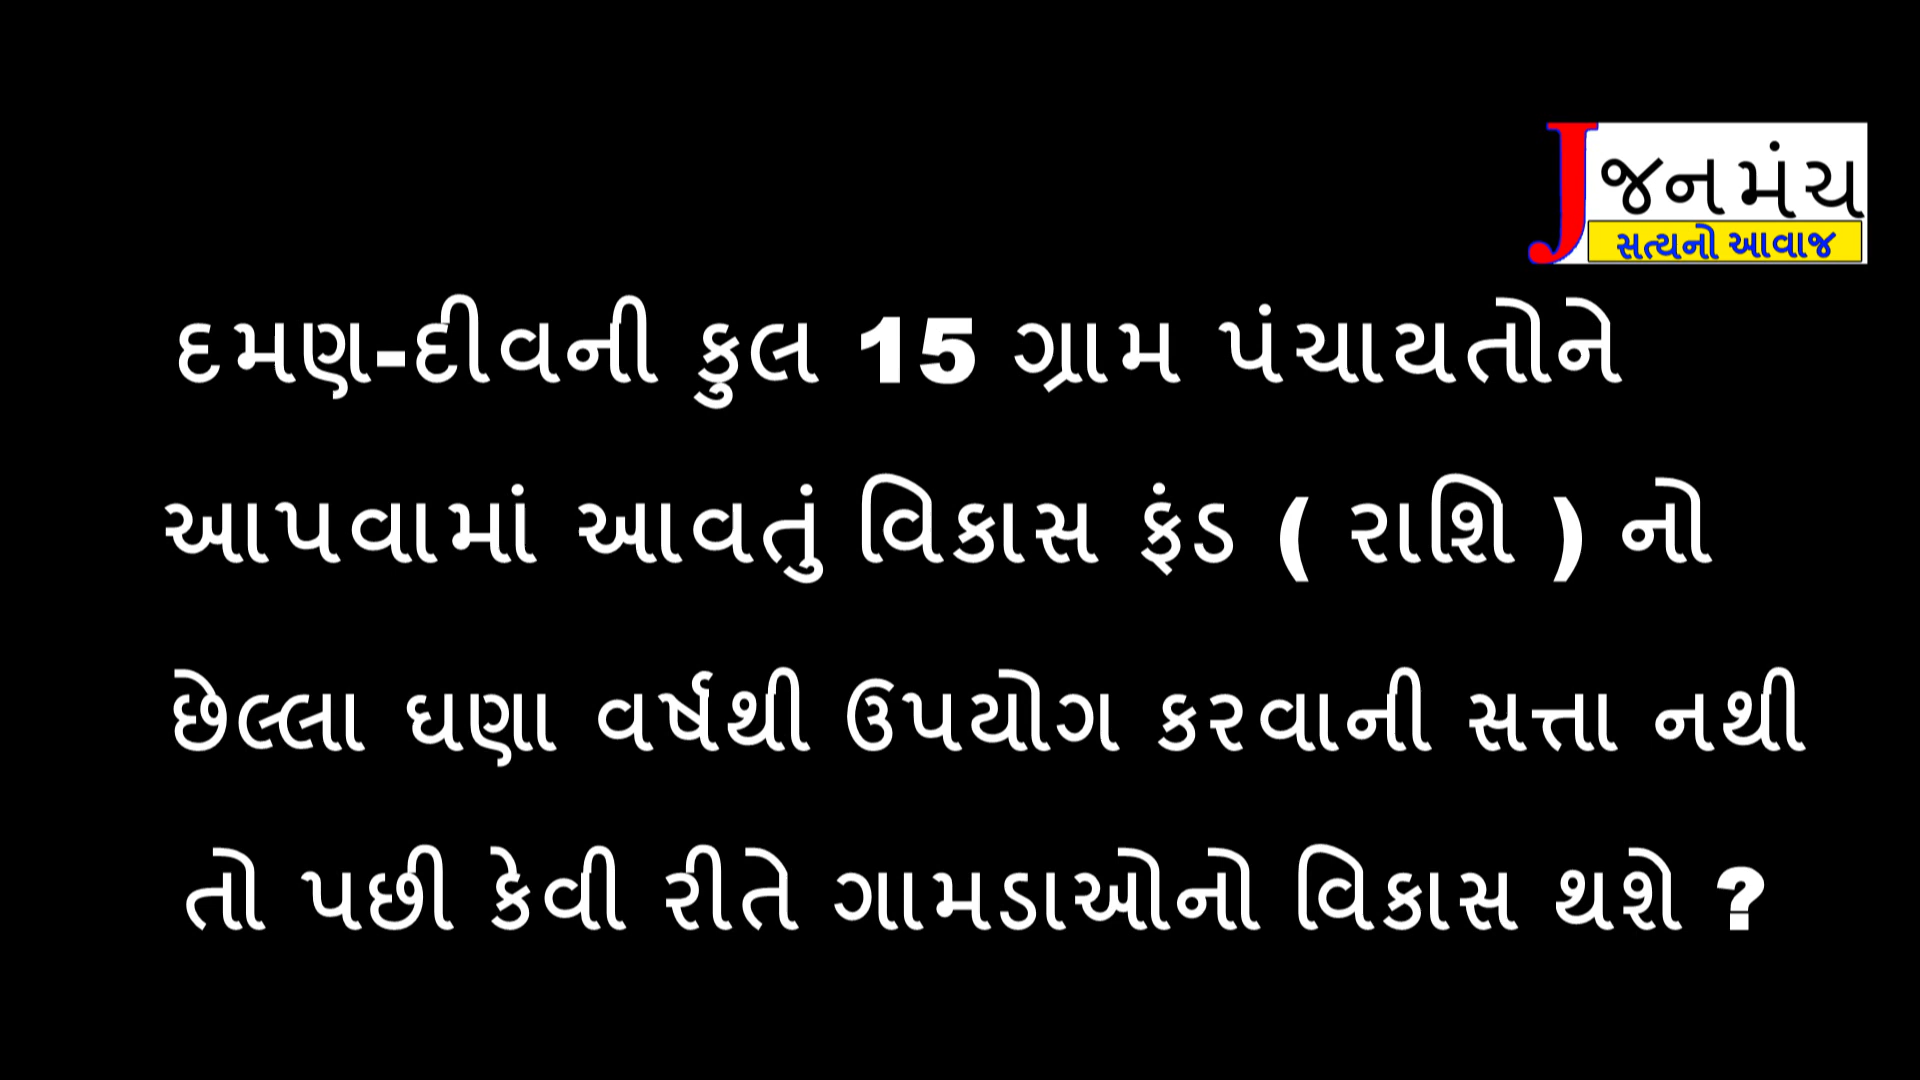 J જન મંચ
સત્યનો આવાજ
દમણ-દીવની કુલ 15 ગ્રામ પંચાયતોને
આપવામાં આવતું વિકાસ ફંડ ( રાશિ ) નો
છેલ્લા ઘણા વર્ષથી ઉપયોગ કરવાની સત્તા નથી
તો પછી કેવી રીતે ગામડાઓનો વિકાસ થશે ?